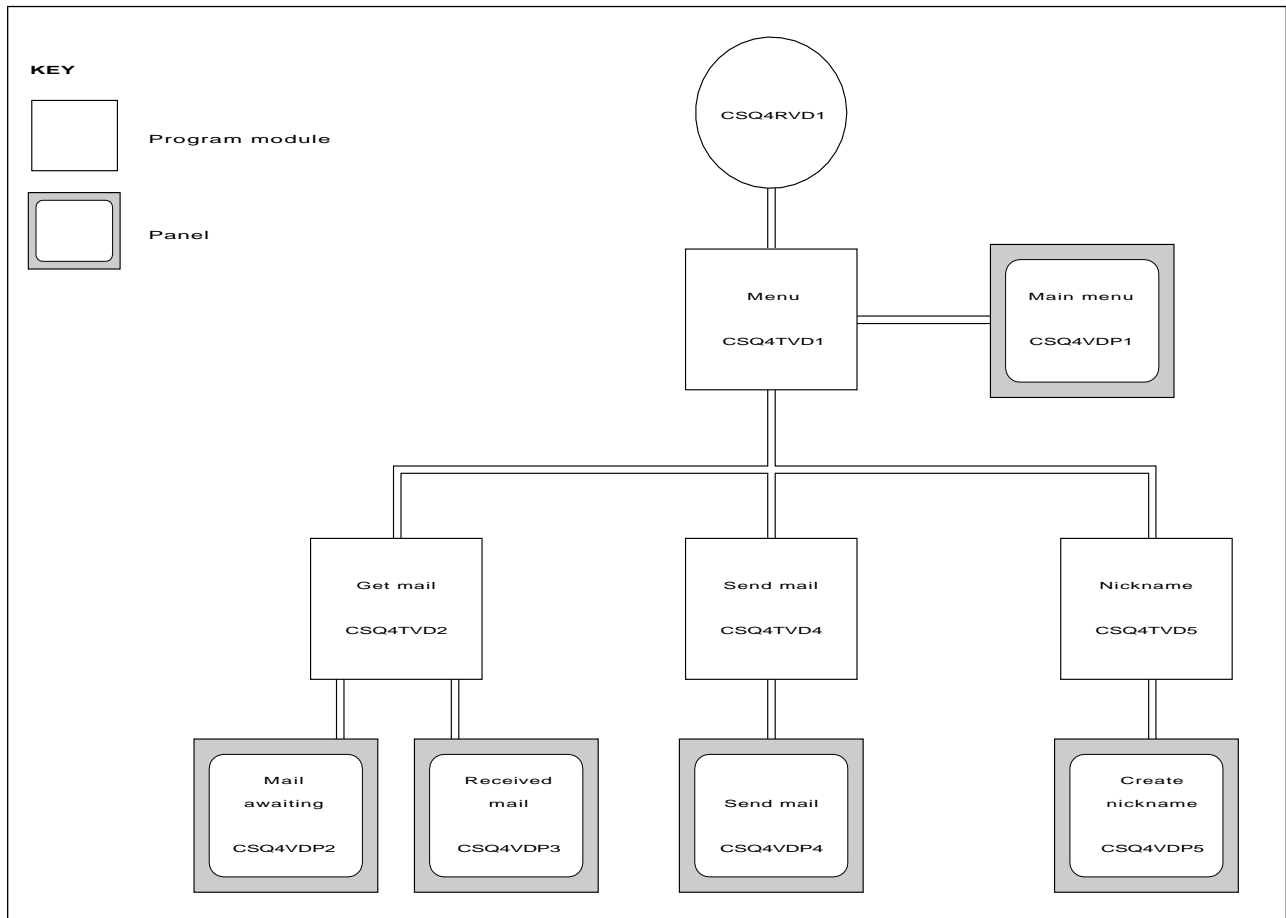 KEY
Program module
Panel
CSQ4RVD1
Menu
CSQ4TVD1
Main menu
CSQ4VDP1
Get mail
CSQ4TVD2
Send mail
CSQ4TVD4
Nickname
CSQ4TVD5
Mail
awaiting
CSQ4VDP2
Received
mail
CSQ4VDP3
Send mail
CSQ4VDP4
Create
nickname
CSQ4VDP5